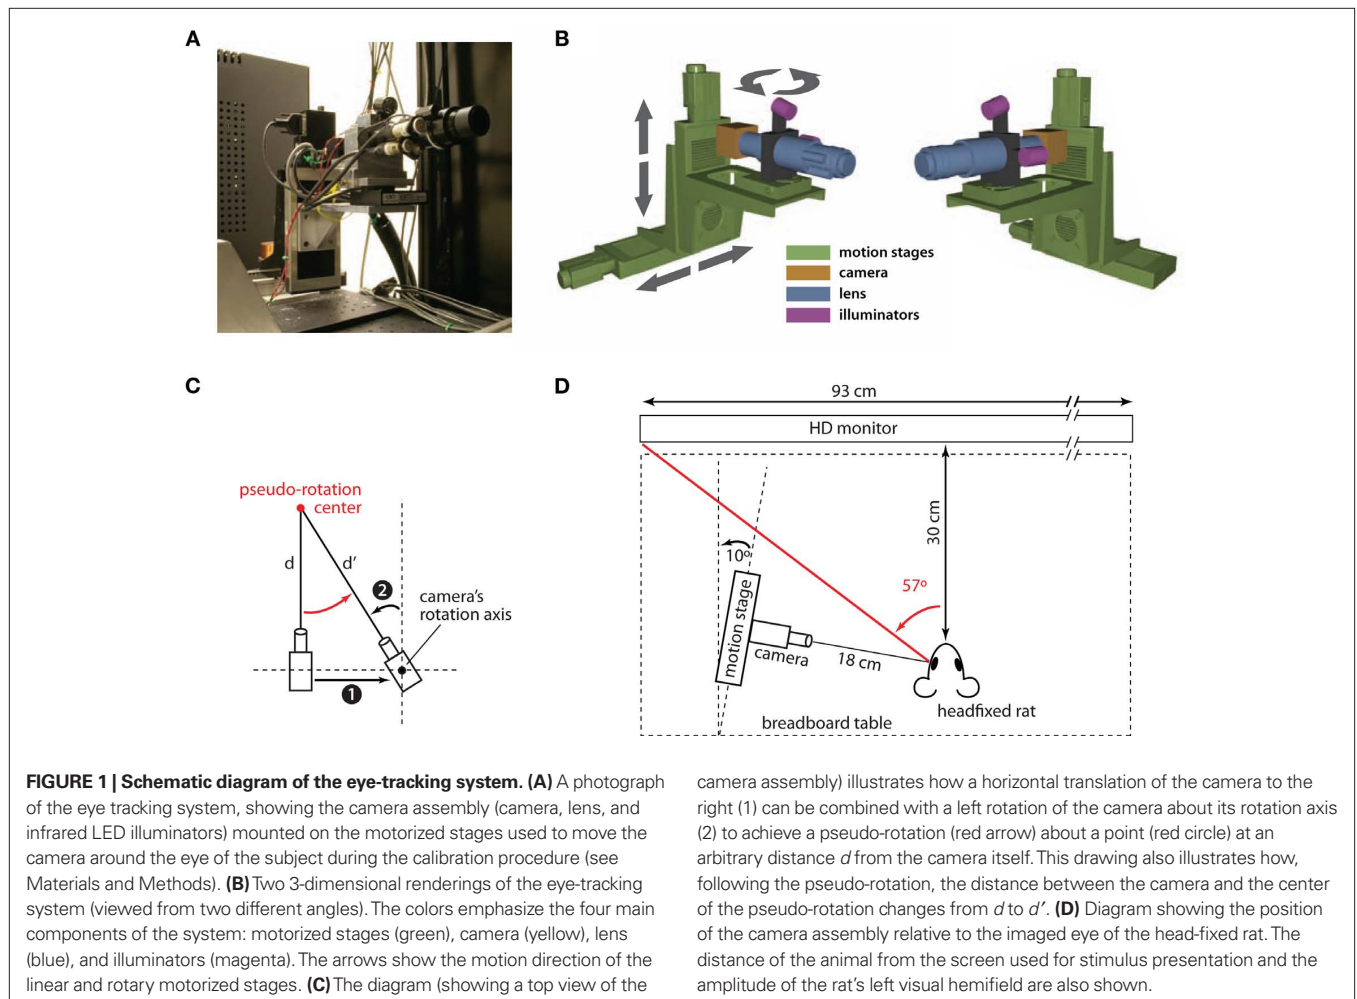 A
B
motion stages
camera
lens
illuminators
C
pseudo-rotation
center
d
d’
2
camera’s
rotation axis
1
D
93 cm
HD monitor
30 cm
10º
57º
motion stage
camera
18 cm
headfixed rat
breadboard table
FIGURE 1 | Schematic diagram of the eye-tracking system. (A) A photograph
of the eye tracking system, showing the camera assembly (camera, lens, and
infrared LED illuminators) mounted on the motorized stages used to move the
camera around the eye of the subject during the calibration procedure (see
Materials and Methods). (B) Two 3-dimensional renderings of the eye-tracking
system (viewed from two different angles). The colors emphasize the four main
components of the system: motorized stages (green), camera (yellow), lens
(blue), and illuminators (magenta). The arrows show the motion direction of the
linear and rotary motorized stages. (C) The diagram (showing a top view of the
camera assembly) illustrates how a horizontal translation of the camera to the
right (1) can be combined with a left rotation of the camera about its rotation axis
(2) to achieve a pseudo-rotation (red arrow) about a point (red circle) at an
arbitrary distance d from the camera itself. This drawing also illustrates how,
following the pseudo-rotation, the distance between the camera and the center
of the pseudo-rotation changes from d to d′. (D) Diagram showing the position
of the camera assembly relative to the imaged eye of the head-fixed rat. The
distance of the animal from the screen used for stimulus presentation and the
amplitude of the rat’s left visual hemifield are also shown.